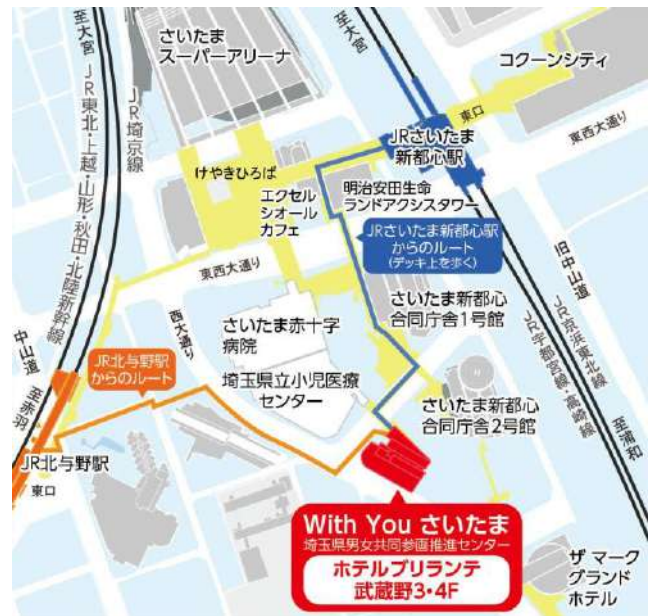 至大宮
JR東北・上越・山形・秋田・北陸新幹線
JR埼京線
さいたま
スーパーアリーナ
至大宮
コクーンシティ
東口
JRさいたま
新都心駅
東西大通り
けやきひろば
エクセル
シオール
カフェ
明治安田生命
ランドアクシスタワー
JRさいたま新都心駅
からのルート
(デッキ上を歩く)
東西大通り
西大通り
さいたま新都心
合同庁舎1号館
旧中山道
JR京浜東北線
JR宇都宮線・高崎線
至浦和
さいたま赤十字
病院
埼玉県立小児医療
センター
中山道
至赤羽
JR北与野駅
からのルート
さいたま新都心
合同庁舎2号館
JR北与野駅
東口
With You さいたま
埼玉県男女共同参画推進センター
ホテルブリランテ
武蔵野3・4F
ザ マーク
グランド
ホテル